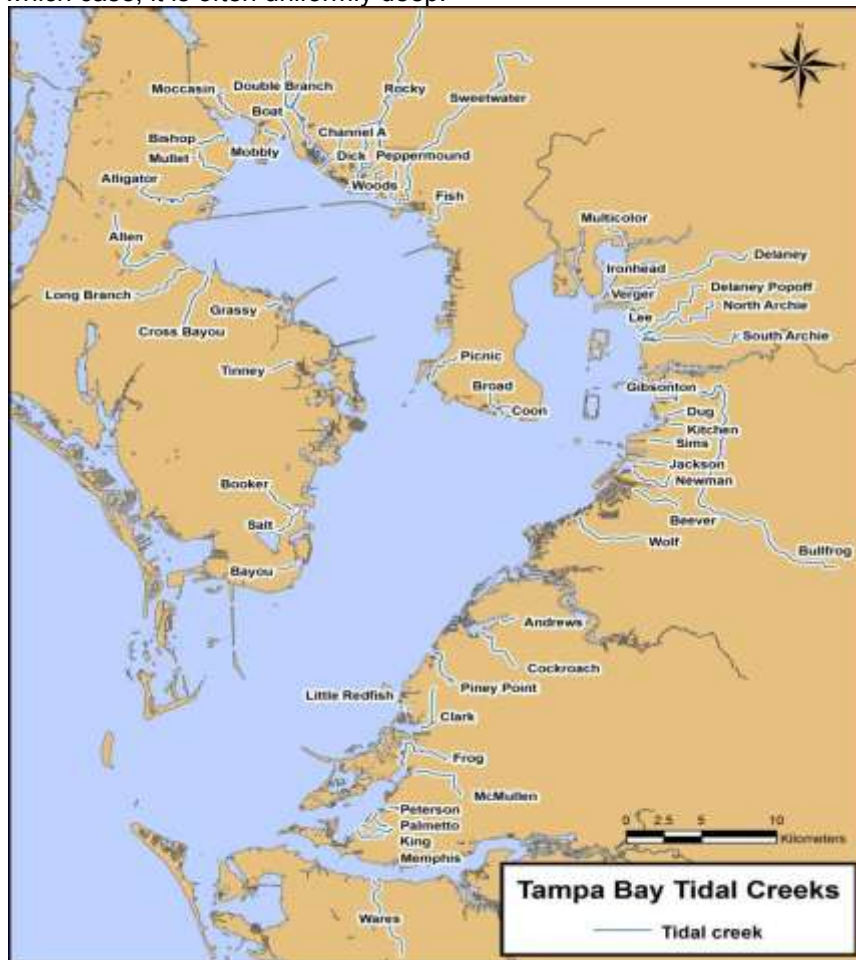 which case, it is often uniformly deep.
Moccasin
Double Branch
Rocky
Sweetwater
Boat
Channel A
Bishop
Mobbly
Dick
Peppermound
Mullet
Alligator
Woods
Fish
Allen
Multicolor
Delaney
Ironhead
Long Branch
Verger
Delaney Popoff
North Archie
Grassy
Lee
Cross Bayou
South Archie
Tinney
Picnic
Broad
Coon
Gibsonton
Dug
Kitchen
Sims
Jackson
Newman
Booker
Beever
Salt
Wolf
Bullfrog
Bayou
Andrews
Cockroach
Piney Point
Little Redfish
Clark
Frog
McMullen
Peterson
Palmetto
King
Memphis
0 2.5 5 10
Kilometers
Tampa Bay Tidal Creeks
Wares
Tidal creek